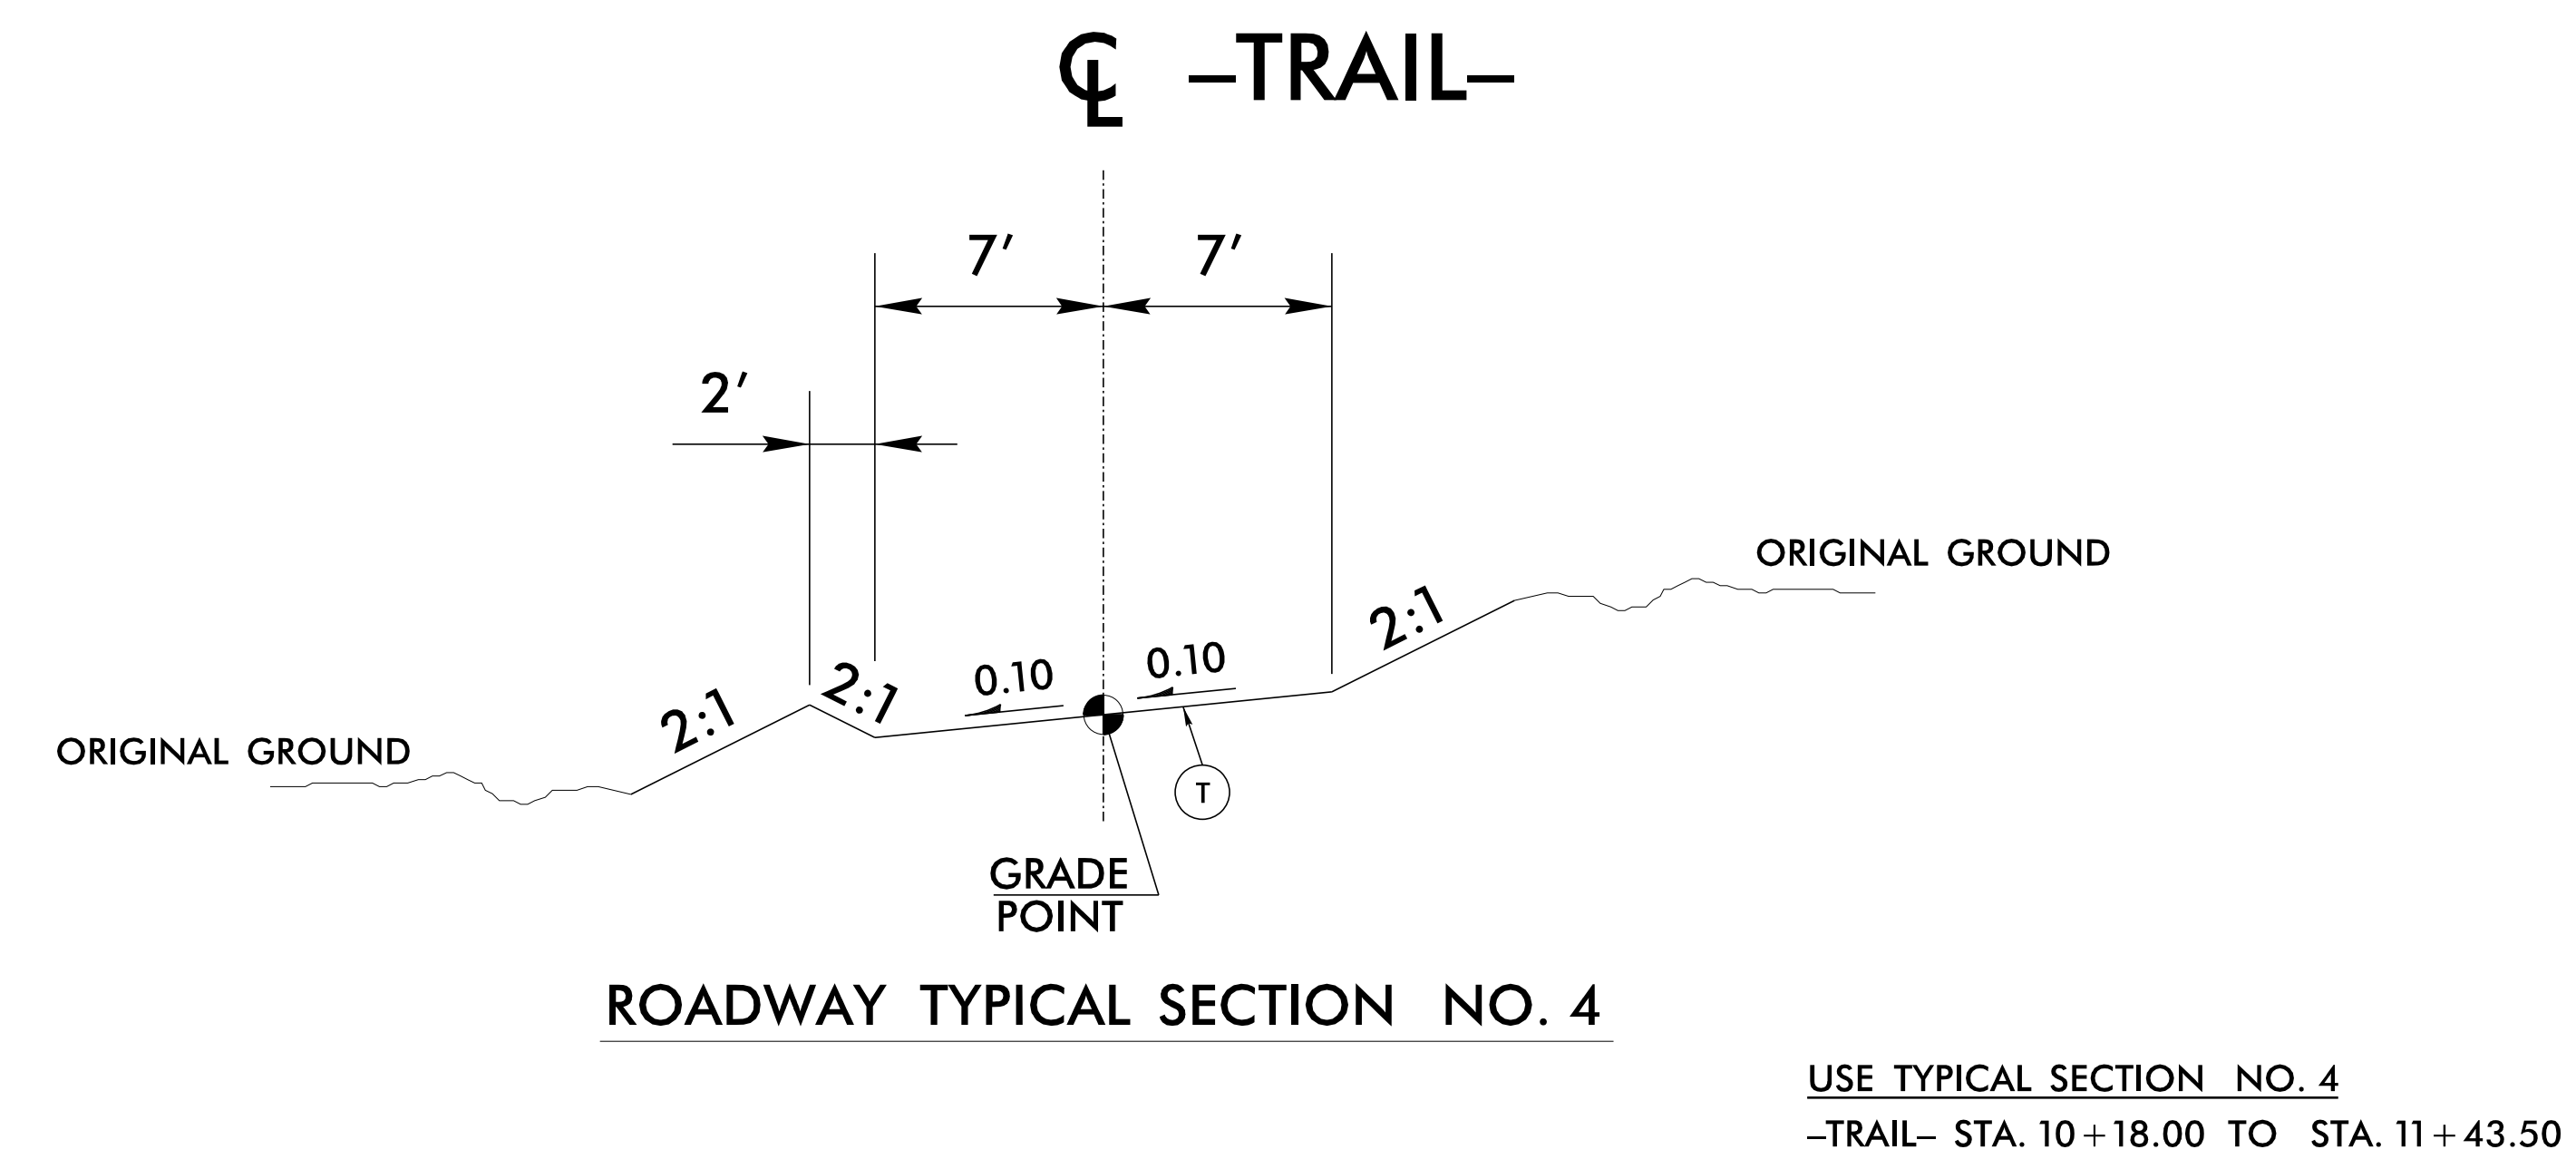 ℄ –TRAIL–
7' 7'
2'
ORIGINAL GROUND
2:1
0.10
0.10
2:1
2:1
ORIGINAL GROUND
T
GRADE
POINT
ROADWAY TYPICAL SECTION NO. 4
USE TYPICAL SECTION NO. 4
–TRAIL– STA. 10+18.00 TO STA. 11+43.50